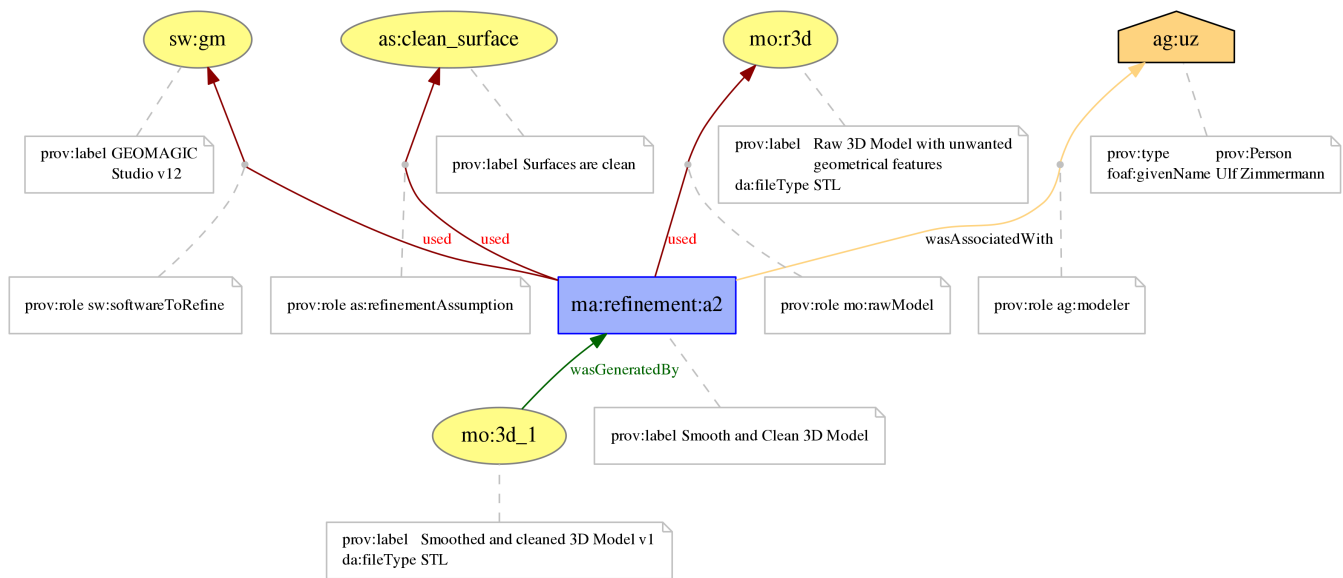 sw:gm
as:clean_surface
mo:r3d
ag:uz
prov:label GEOMAGIC
Studio v12
prov:label Surfaces are clean
prov:label Raw 3D Model with unwanted
geometrical features
da:fileType STL
prov:type prov:Person
foaf:givenName Ulf Zimmermann
used
used
used
wasAssociatedWith
prov:role sw:softwareToRefine
prov:role as:refinementAssumption
ma:refinement:a2
prov:role mo:rawModel
prov:role ag:modeler
wasGeneratedBy
mo:3d_1
prov:label Smooth and Clean 3D Model
prov:label Smoothed and cleaned 3D Model v1
da:fileType STL